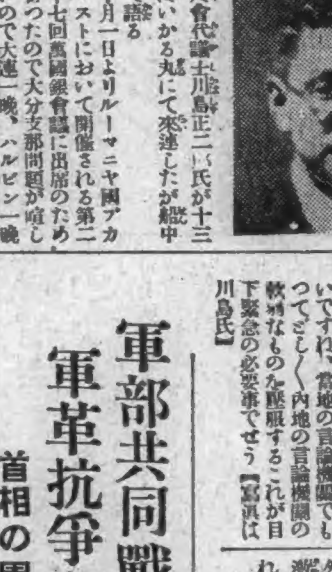 會代議士川島正二　氏が十三
いかる丸にて來連したが船中
語る
月一日よりルーマニヤ國ブカ
ストにおいて開催される第二
七回萬國銀會議に出席のため
つたので大分支那問題が喧し
ので大連一晩、ハルビン一晩
いですね、當地の言論機關でも
つてどし〱內地の言論機關の
軟弱なものを壓服するこれが目
下緊急の必要事でせう【寫眞は
川島氏】
軍部共同戰
軍革抗爭
首相の